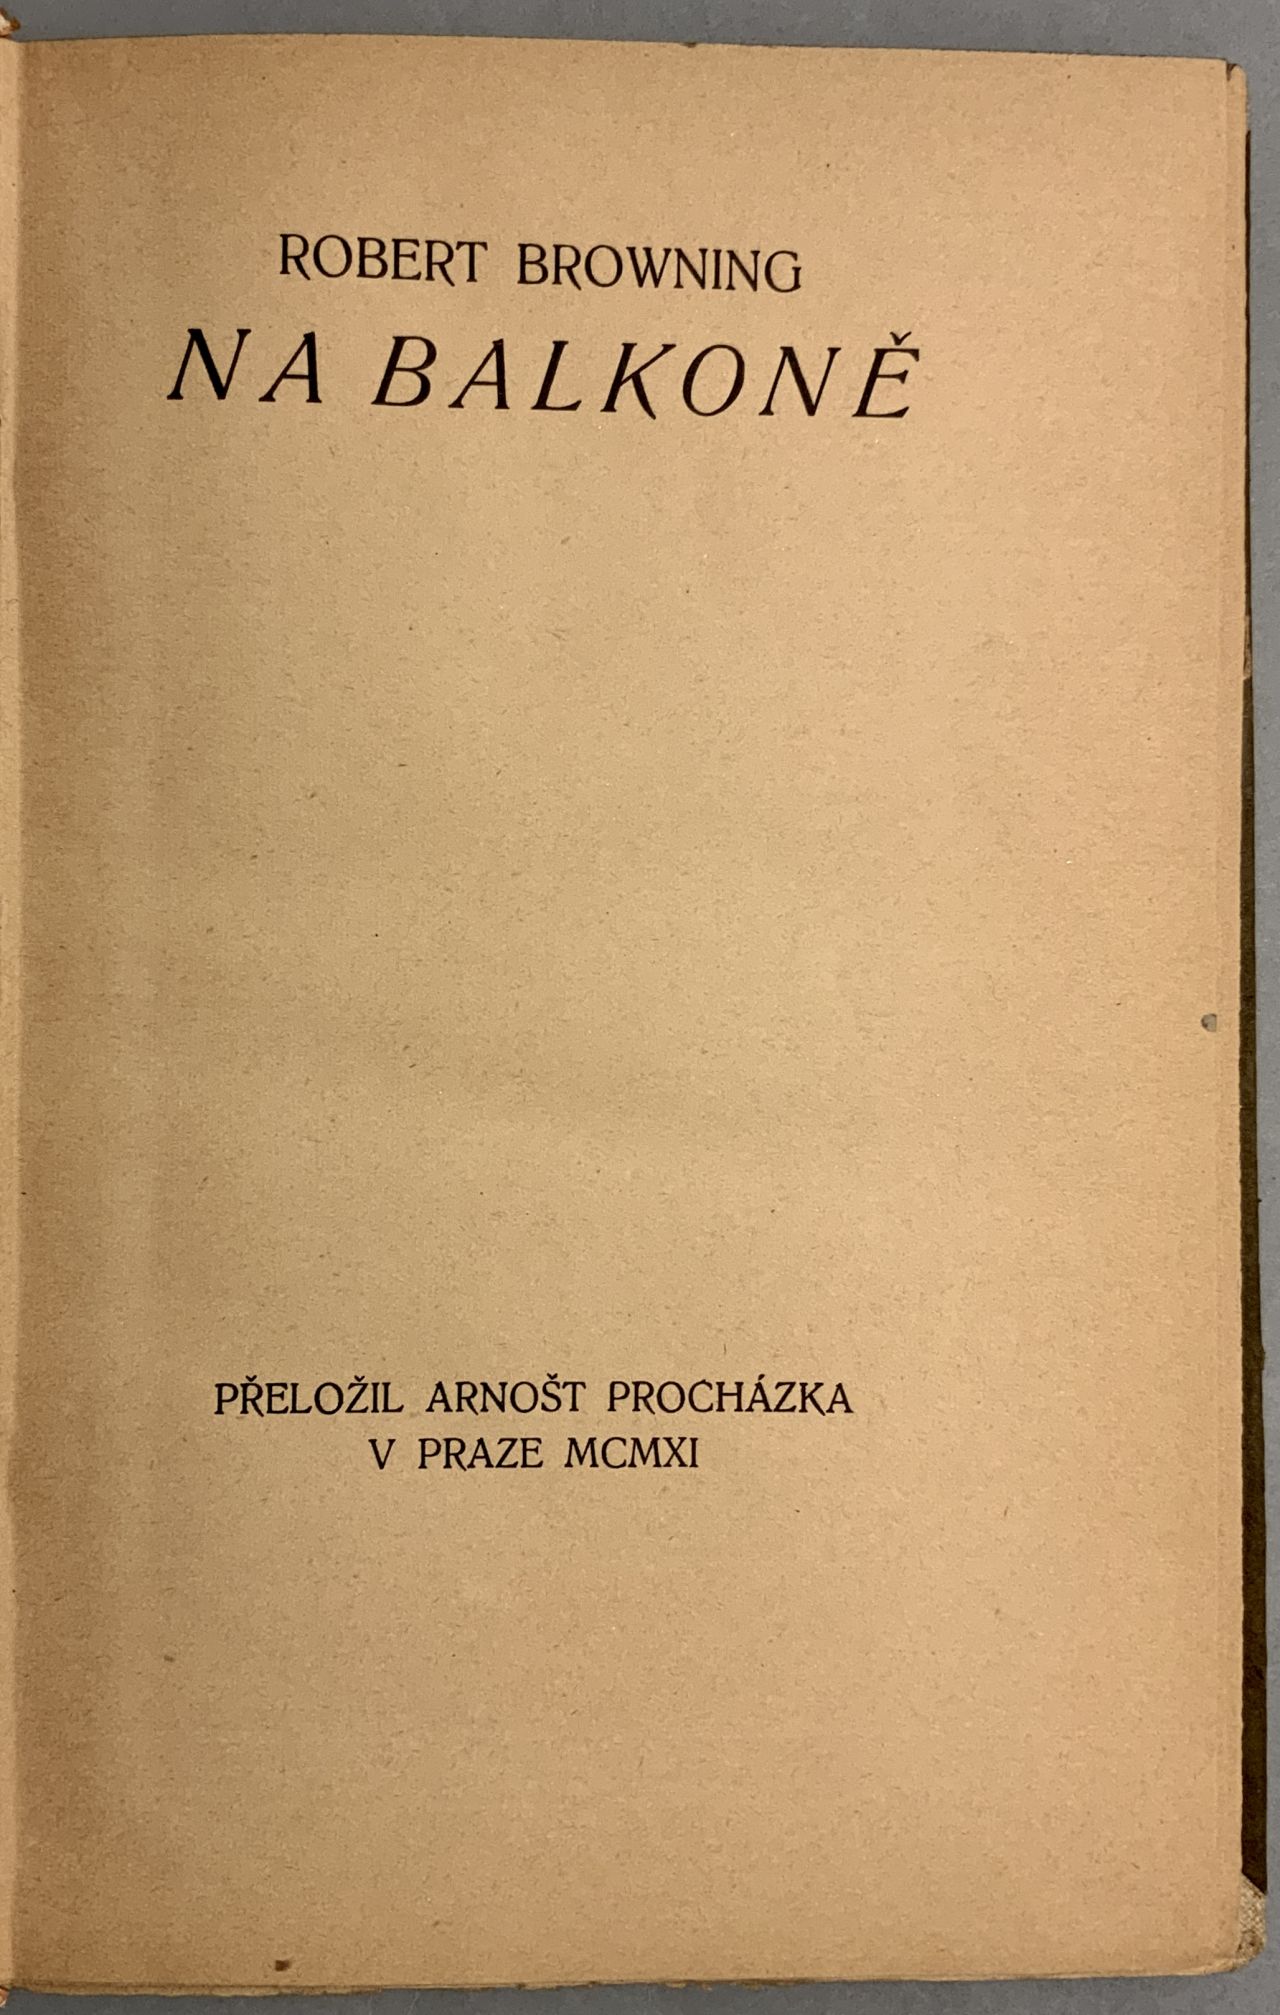 ROBERT BROWNING
NA BALKONĚ
PŘELOŽIL ARNOŠT PROCHÁZKA
V PRAZE MCMXI